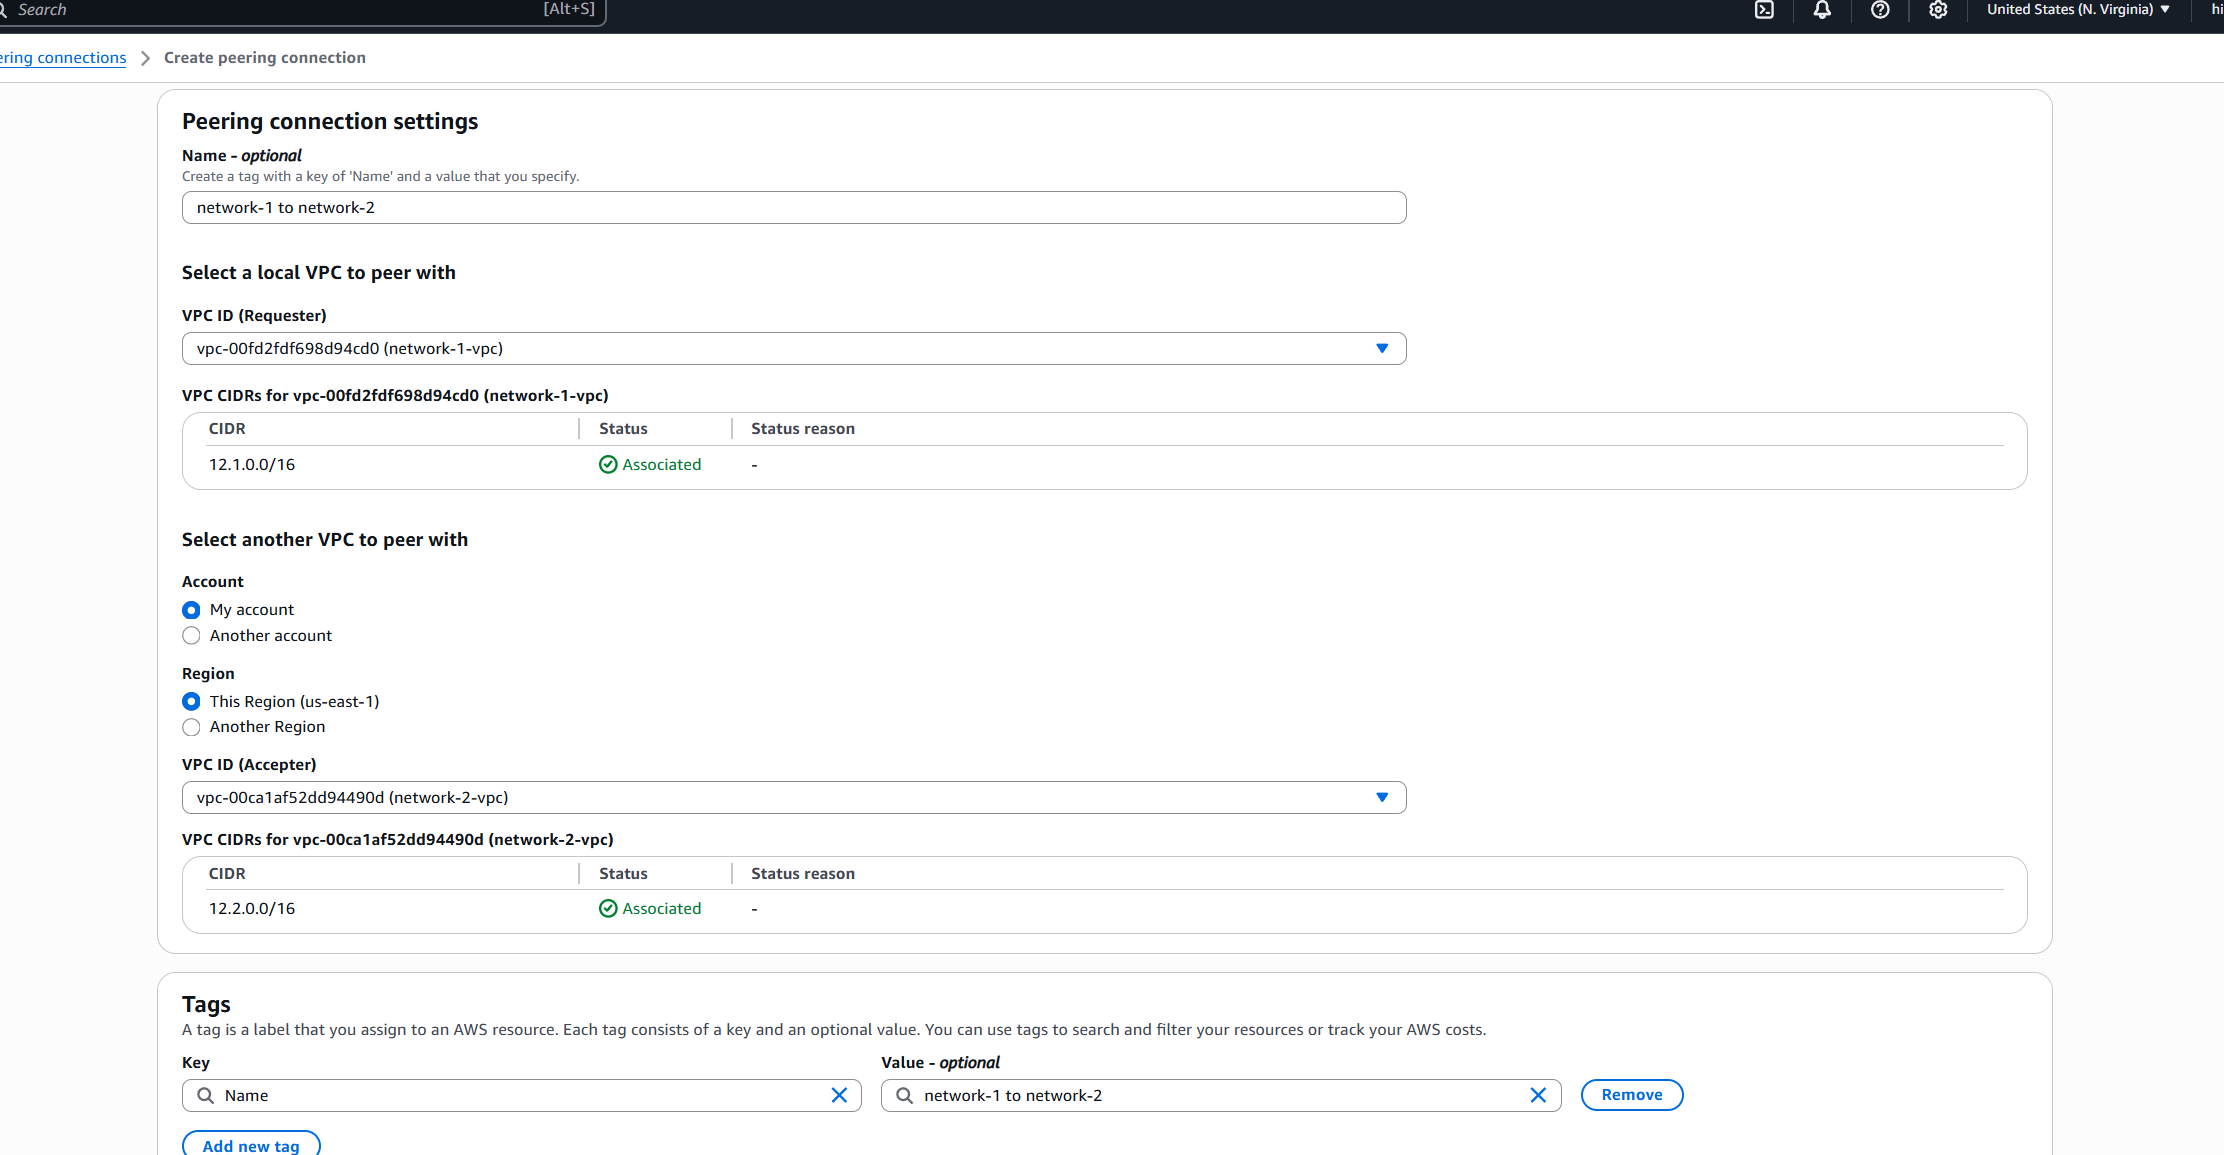 Search [Alt+S] United States (N. Virginia) hi
ering connections Create peering connection
Peering connection settings
Name - optional
Create a tag with a key of 'Name' and a value that you specify.
network-1 to network-2
Select a local VPC to peer with
VPC ID (Requester)
vpc-00fd2fdf698d94cd0 (network-1-vpc)
VPC CIDRs for vpc-00fd2fdf698d94cd0 (network-1-vpc)
CIDR Status Status reason
12.1.0.0/16 Associated -
Select another VPC to peer with
Account
My account
Another account
Region
This Region (us-east-1)
Another Region
VPC ID (Accepter)
vpc-00ca1af52dd94490d (network-2-vpc)
VPC CIDRs for vpc-00ca1af52dd94490d (network-2-vpc)
CIDR Status Status reason
12.2.0.0/16 Associated -
Tags
A tag is a label that you assign to an AWS resource. Each tag consists of a key and an optional value. You can use tags to search and filter your resources or track your AWS costs.
Key Value - optional
Name network-1 to network-2 Remove
Add new tag